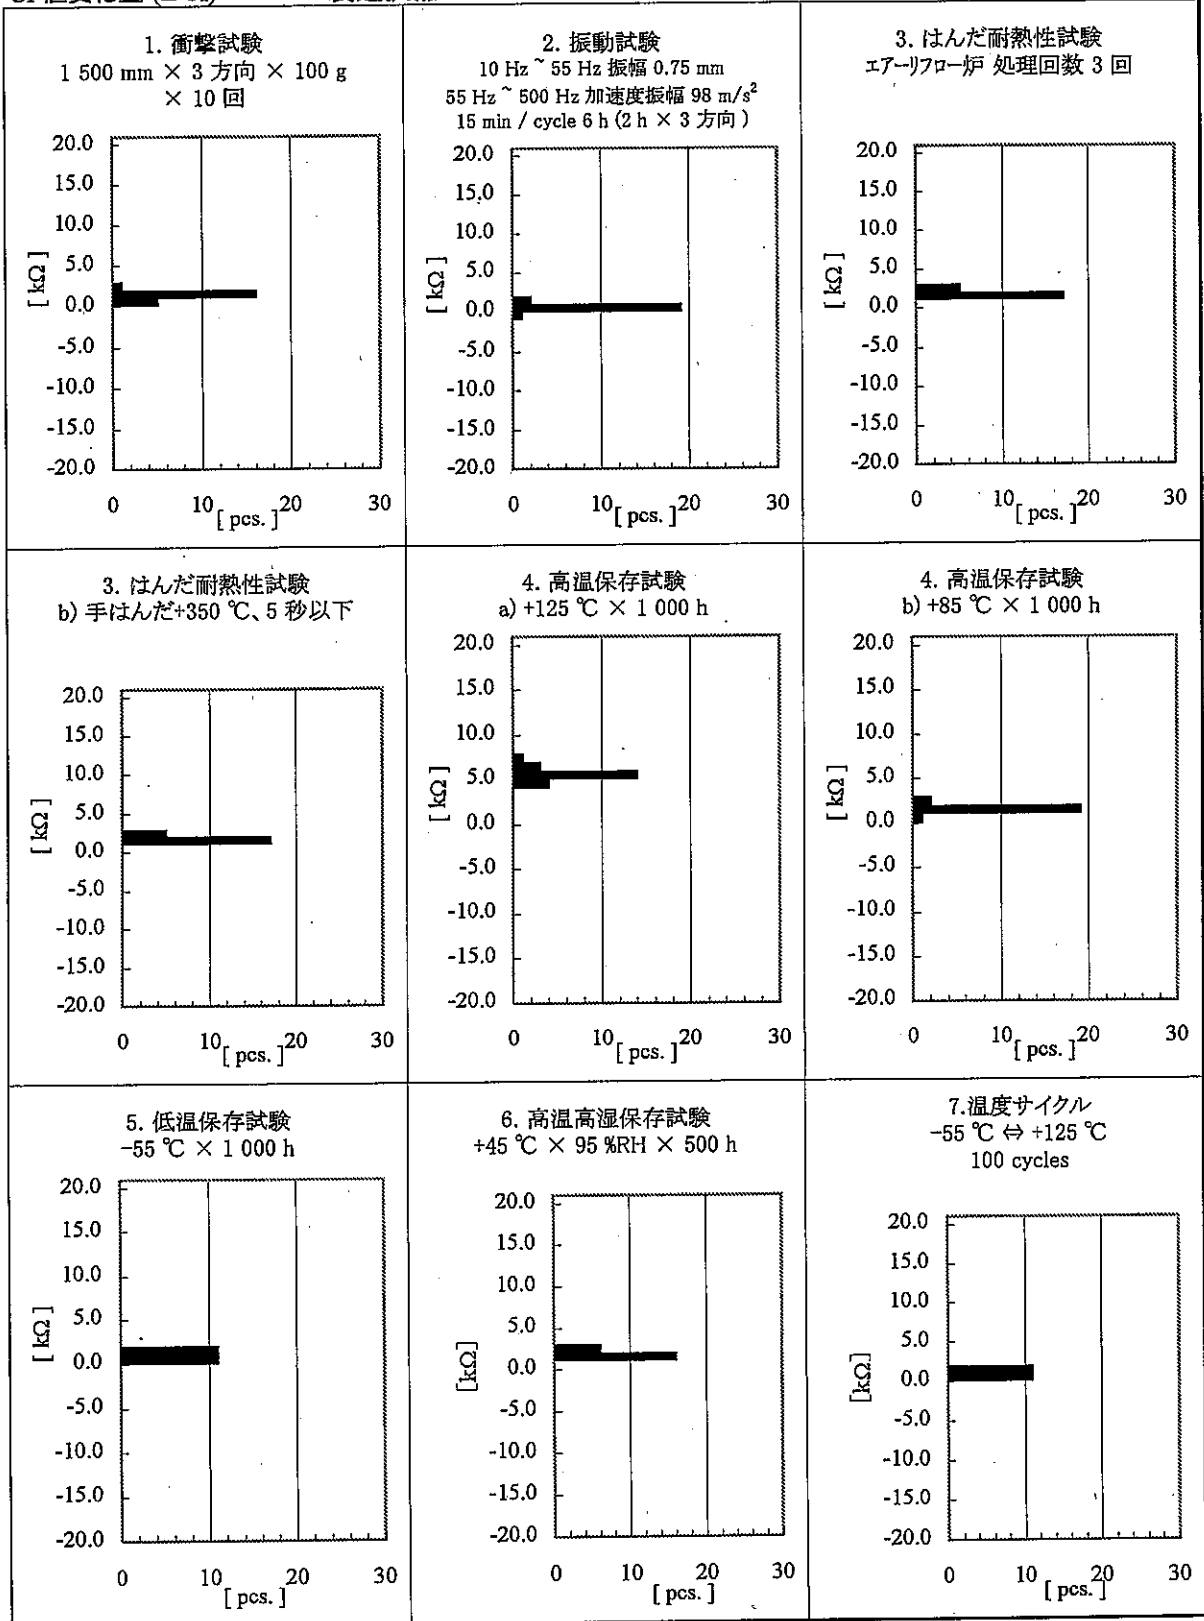 1. 衝撃試験
1 500 mm × 3 方向 × 100 g
× 10 回
20.0
15.0
10.0
5.0
0.0
-5.0
-10.0
-15.0
-20.0
[ kΩ ]
0 10 20 30
[ pcs. ]
2. 振動試験
10 Hz ~ 55 Hz 振幅 0.75 mm
55 Hz ~ 500 Hz 加速度振幅 98 m/s²
15 min / cycle 6 h (2 h × 3 方向 )
20.0
15.0
10.0
5.0
0.0
-5.0
-10.0
-15.0
-20.0
[ kΩ ]
0 10 20 30
[ pcs. ]
3. はんだ耐熱性試験
エアーリフロー炉 処理回数 3 回
20.0
15.0
10.0
5.0
0.0
-5.0
-10.0
-15.0
-20.0
[ kΩ ]
0 10 20 30
[ pcs. ]
3. はんだ耐熱性試験
b) 手はんだ+350 ℃、5 秒以下
20.0
15.0
10.0
5.0
0.0
-5.0
-10.0
-15.0
-20.0
[ kΩ ]
0 10 20 30
[ pcs. ]
4. 高温保存試験
a) +125 ℃ × 1 000 h
20.0
15.0
10.0
5.0
0.0
-5.0
-10.0
-15.0
-20.0
[ kΩ ]
0 10 20 30
[ pcs. ]
4. 高温保存試験
b) +85 ℃ × 1 000 h
20.0
15.0
10.0
5.0
0.0
-5.0
-10.0
-15.0
-20.0
[ kΩ ]
0 10 20 30
[ pcs. ]
5. 低温保存試験
-55 ℃ × 1 000 h
20.0
15.0
10.0
5.0
0.0
-5.0
-10.0
-15.0
-20.0
[ kΩ ]
0 10 20 30
[ pcs. ]
6. 高温高湿保存試験
+45 ℃ × 95 %RH × 500 h
20.0
15.0
10.0
5.0
0.0
-5.0
-10.0
-15.0
-20.0
[kΩ]
0 10 20 30
[ pcs. ]
7.温度サイクル
-55 ℃ ⇔ +125 ℃
100 cycles
20.0
15.0
10.0
5.0
0.0
-5.0
-10.0
-15.0
-20.0
[kΩ]
0 10 20 30
[ pcs. ]